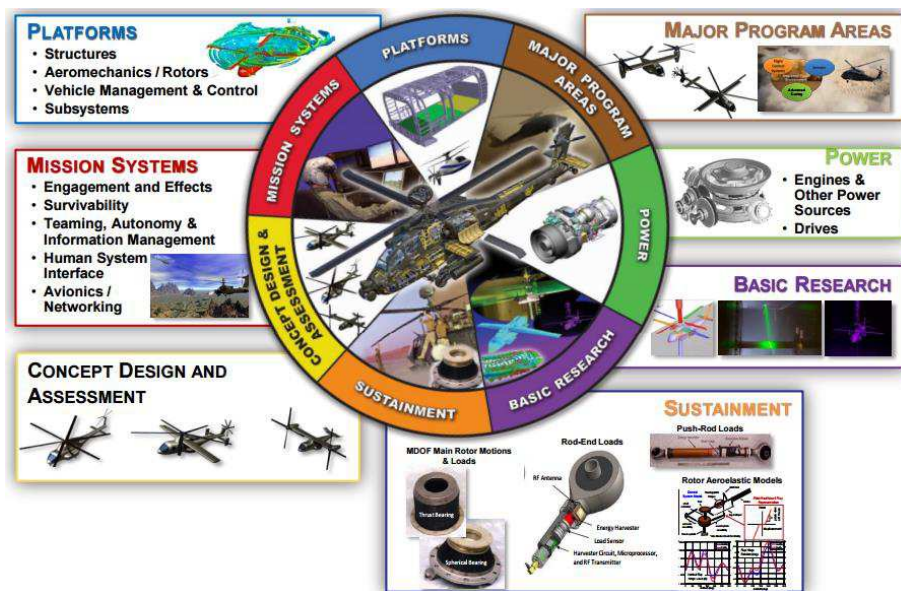 PLATFORMS
• Structures
• Aeromechanics / Rotors
• Vehicle Management & Control
• Subsystems
MISSION SYSTEMS
• Engagement and Effects
• Survivability
• Teaming, Autonomy &
Information Management
• Human System
Interface
• Avionics /
Networking
CONCEPT DESIGN AND
ASSESSMENT
PLATFORMS
MAJOR PROGRAM
AREAS
POWER
BASIC RESEARCH
SUSTAINMENT
CONCEPT DESIGN &
ASSESSMENT
MISSION SYSTEMS
MAJOR PROGRAM AREAS
POWER
• Engines &
Other Power
Sources
• Drives
BASIC RESEARCH
SUSTAINMENT
MDOF Main Rotor Motions
& Loads
Thrust Bearing
Spherical Bearing
Rod-End Loads
RF Antenna
Energy Harvester
Load Sensor
Harvester Circuit, Microprocessor,
and RF Transmitter
Push-Rod Loads
Rotor Aeroelastic Models